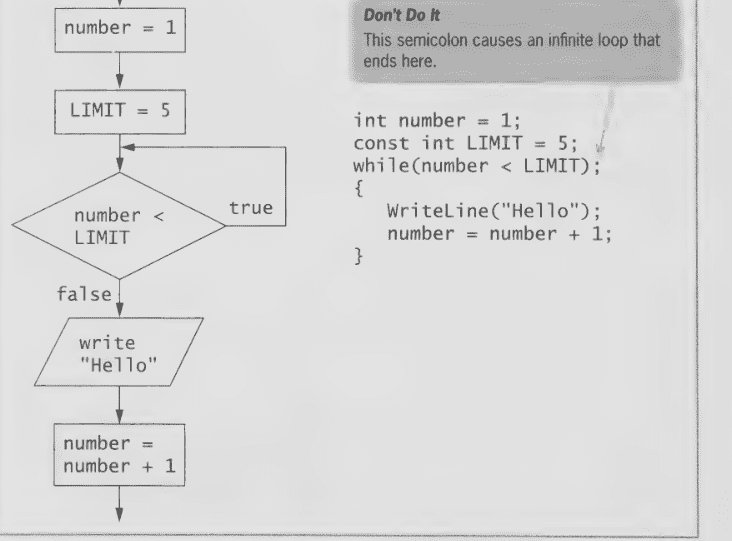 number = 1
LIMIT = 5
number <
LIMIT
true
false
write
"Hello"
number =
number + 1
Don't Do It
This semicolon causes an infinite loop that
ends here.
int number = 1;
const int LIMIT = 5;
while(number < LIMIT);
{
WriteLine("Hello");
number = number + 1;
}